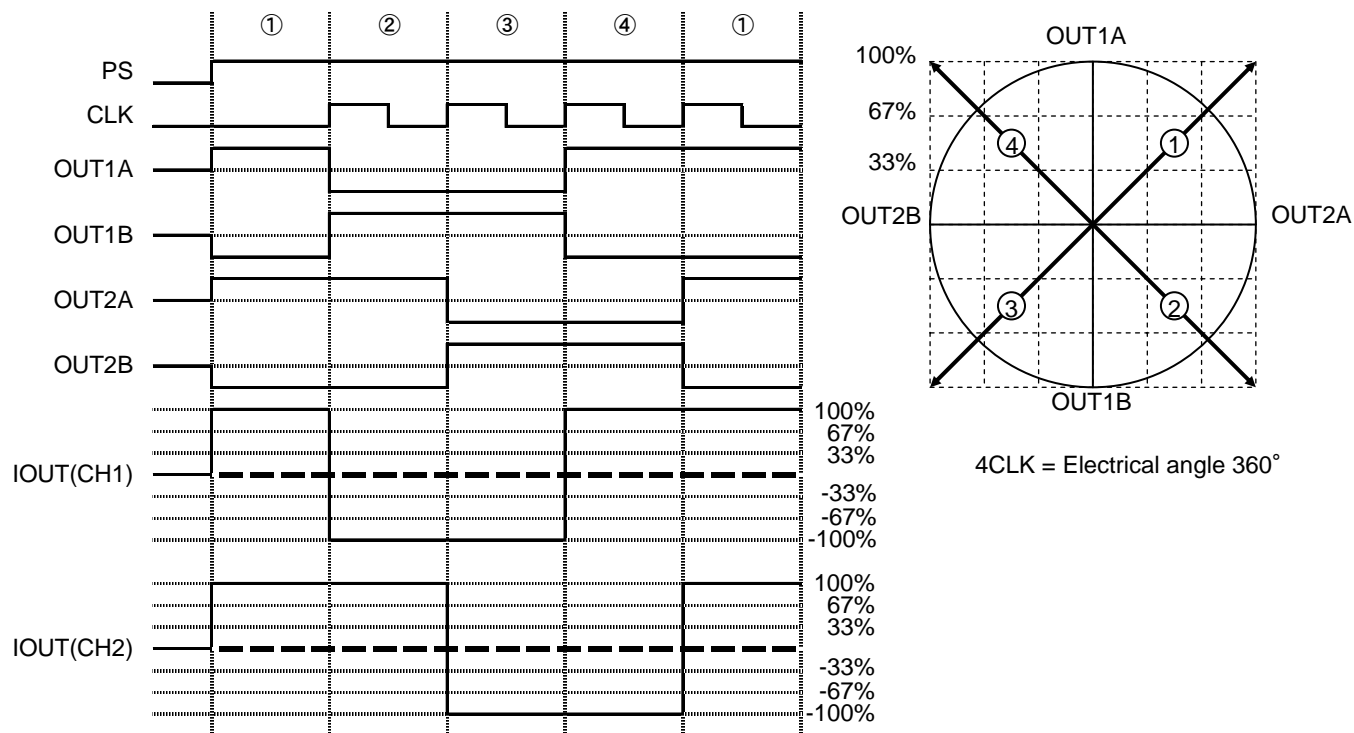 ① ② ③ ④ ①
PS
CLK
OUT1A
OUT1B
OUT2A
OUT2B
IOUT(CH1)
100%
67%
33%
-33%
-67%
-100%
IOUT(CH2)
100%
67%
33%
-33%
-67%
-100%
OUT1A
100%
67%
33%
④ ①
OUT2B OUT2A
③ ②
OUT1B
4CLK = Electrical angle 360°